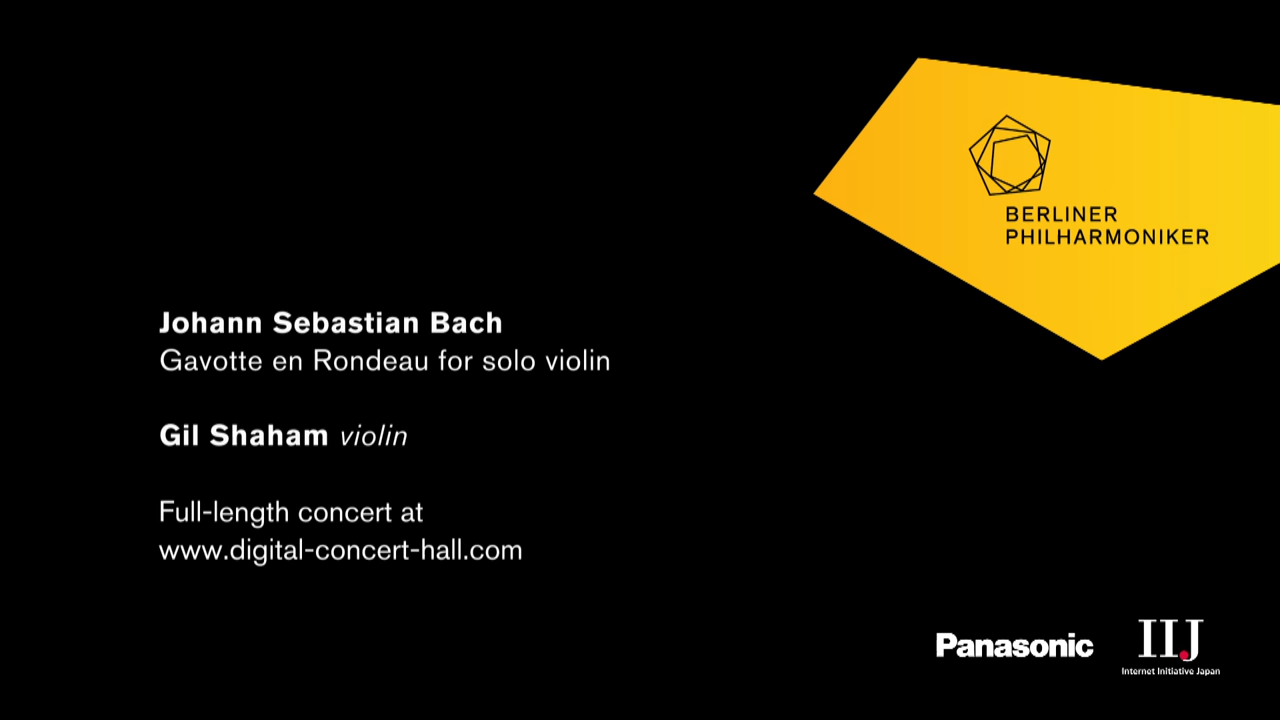 BERLINER
PHILHARMONIKER
Johann Sebastian Bach
Gavotte en Rondeau for solo violin
Gil Shaham violin
Full-length concert at
www.digital-concert-hall.com
Panasonic
IIJ
Internet Initiative Japan